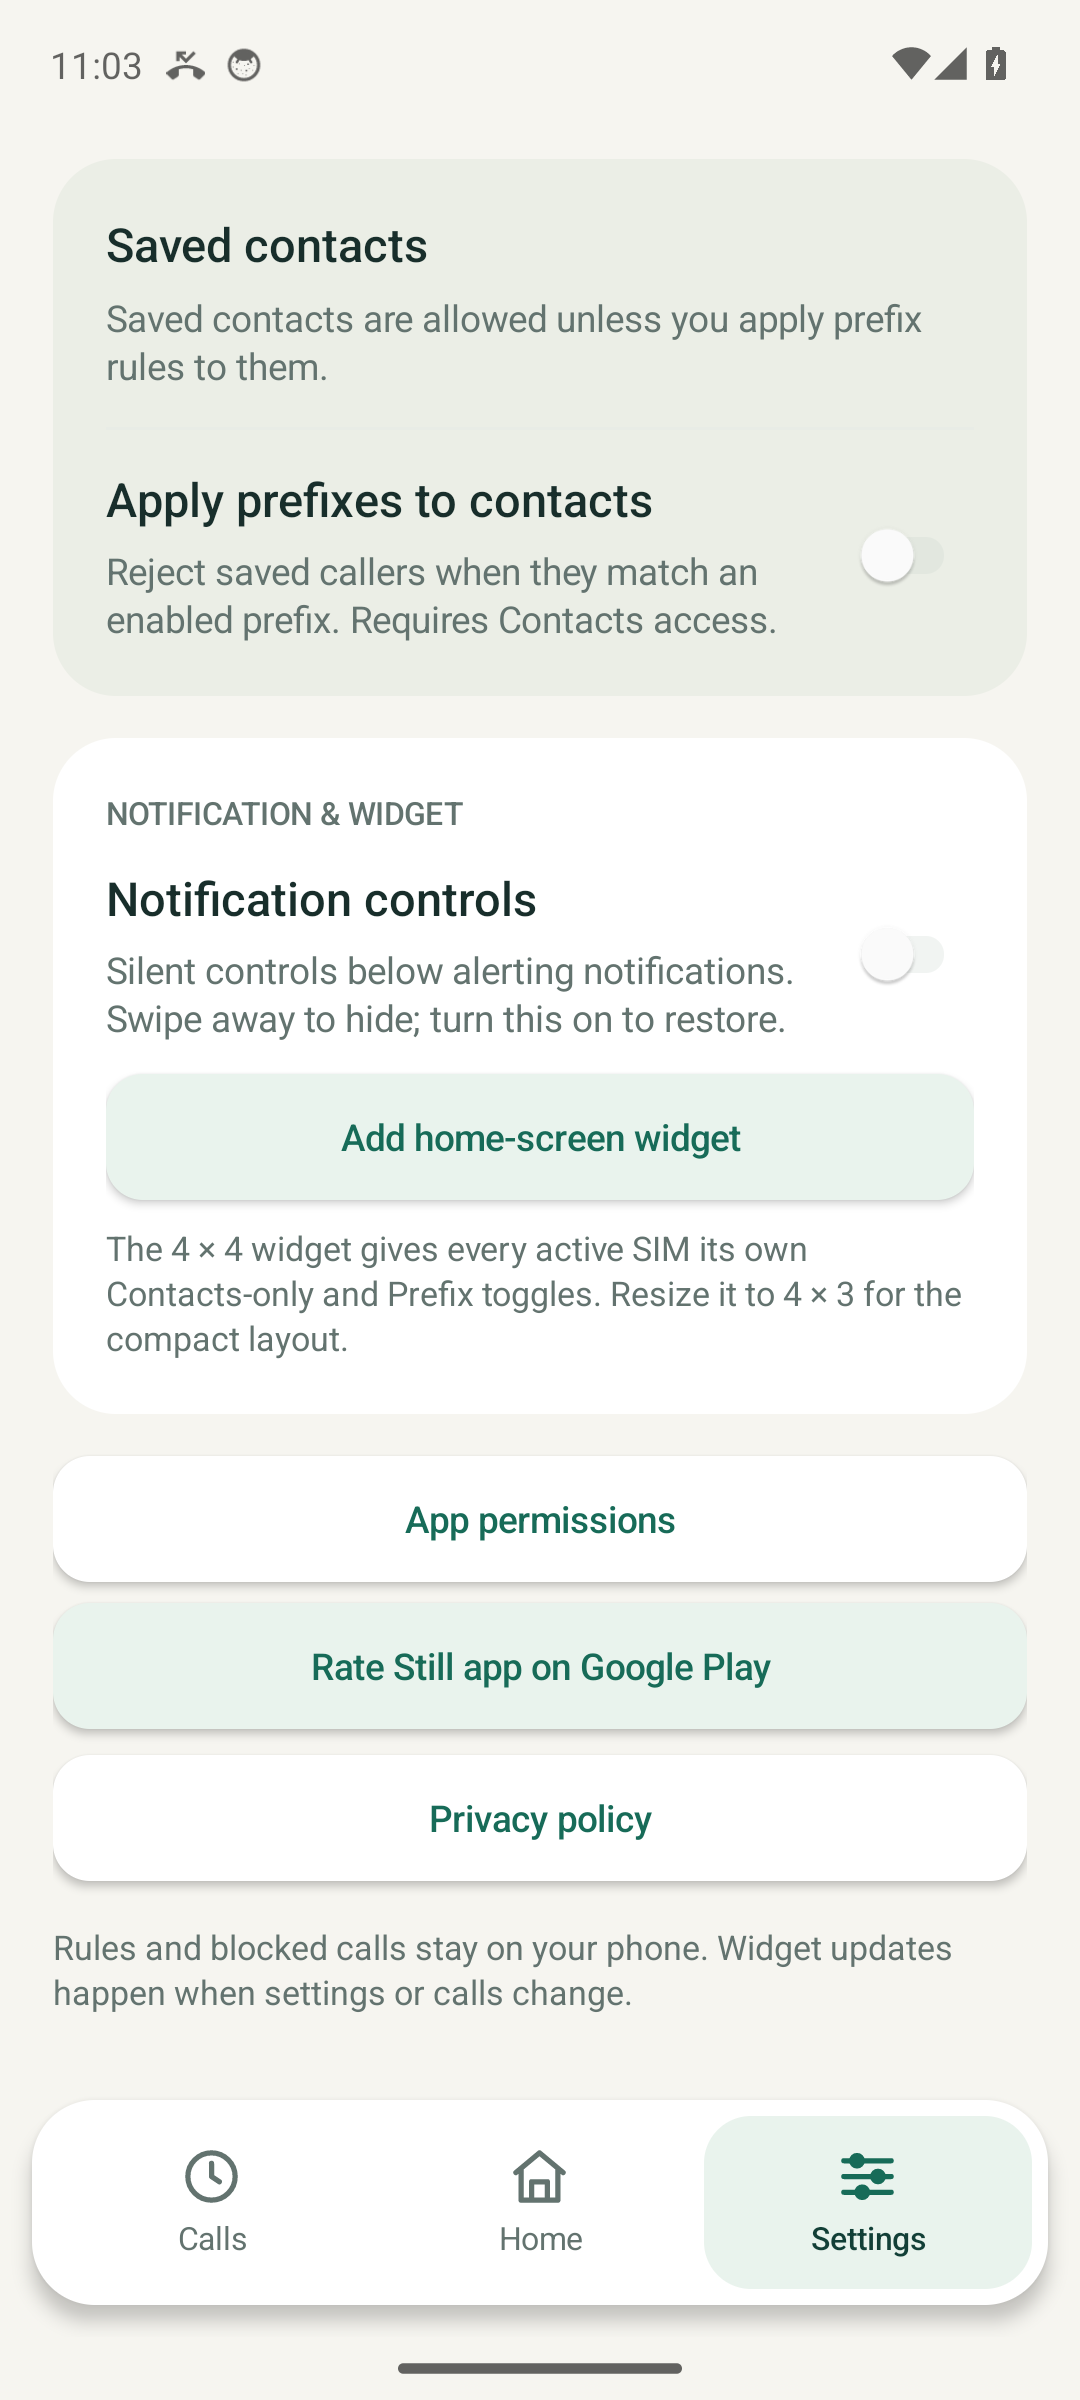 11:03
Saved contacts
Saved contacts are allowed unless you apply prefix
rules to them.
Apply prefixes to contacts
Reject saved callers when they match an
enabled prefix. Requires Contacts access.
NOTIFICATION & WIDGET
Notification controls
Silent controls below alerting notifications.
Swipe away to hide; turn this on to restore.
Add home-screen widget
The 4 × 4 widget gives every active SIM its own
Contacts-only and Prefix toggles. Resize it to 4 × 3 for the
compact layout.
App permissions
Rate Still app on Google Play
Privacy policy
Rules and blocked calls stay on your phone. Widget updates
happen when settings or calls change.
Calls
Home
Settings